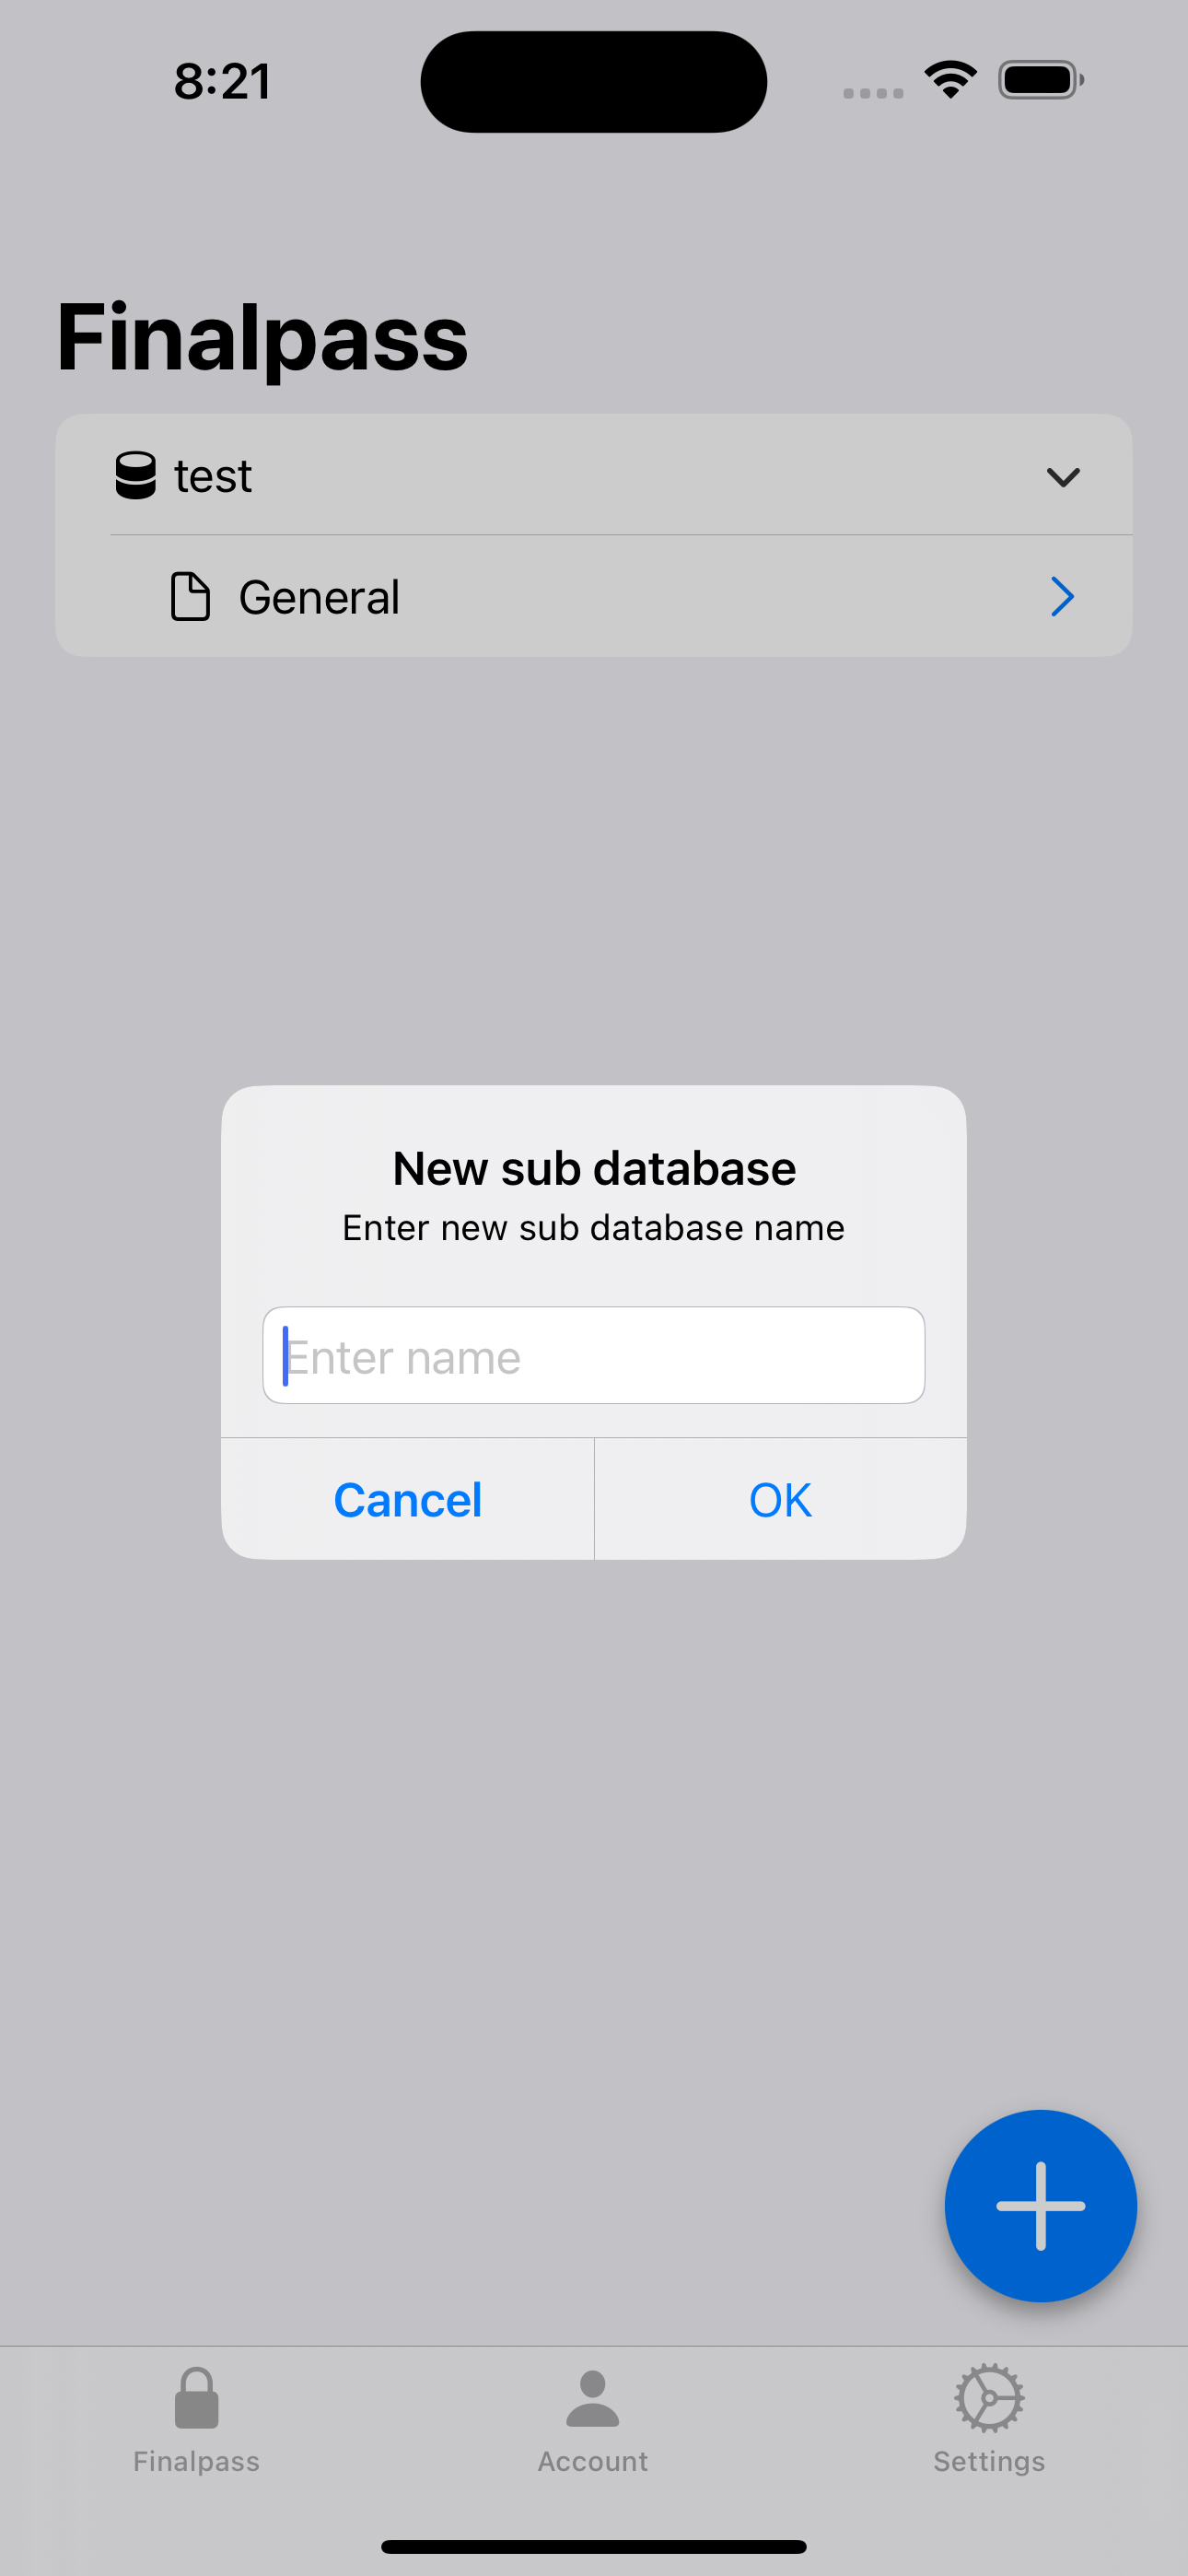 8:21
Finalpass
test
General
New sub database
Enter new sub database name
Enter name
Cancel OK
Finalpass Account Settings